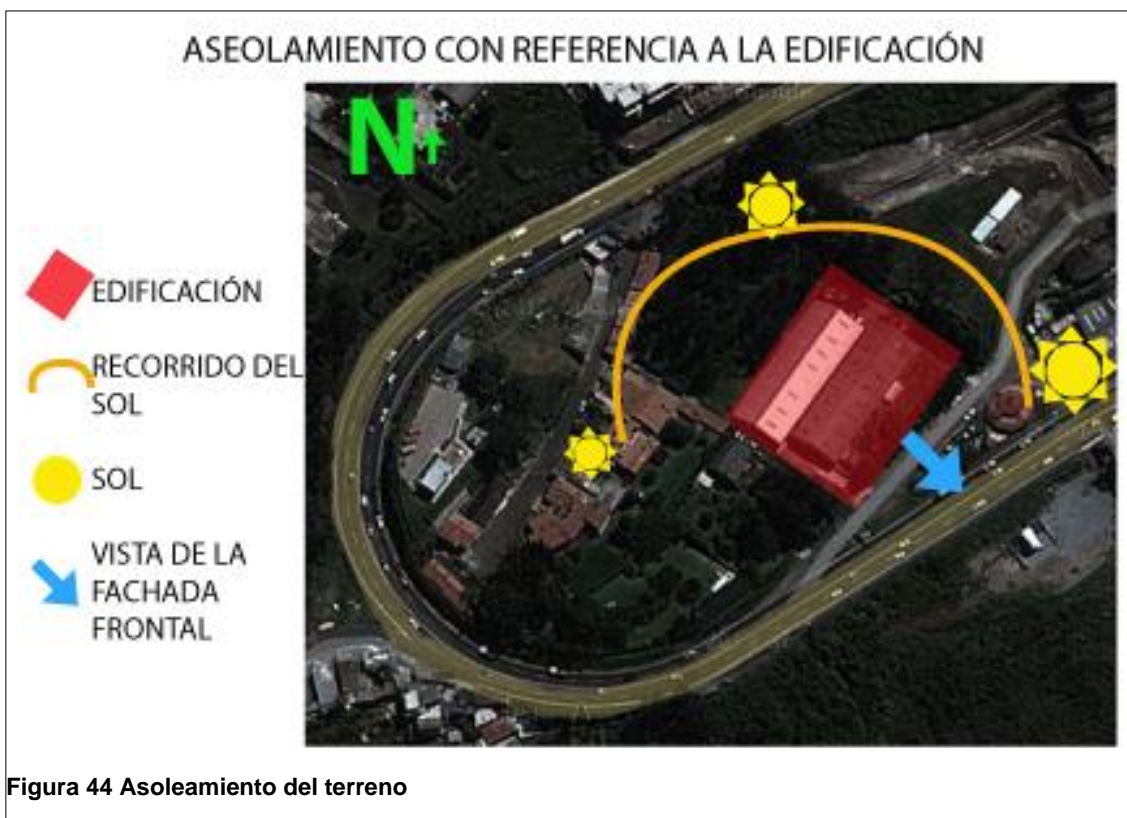 ASEOLAMIENTO CON REFERENCIA A LA EDIFICACIÓN
N
EDIFICACIÓN
RECORRIDO DEL
SOL
SOL
VISTA DE LA
FACHADA
FRONTAL
Figura 44 Asoleamiento del terreno